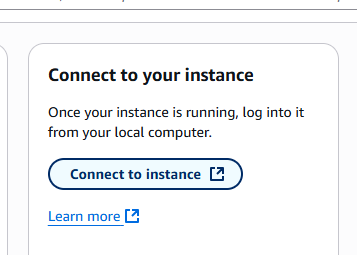 Connect to your instance
Once your instance is running, log into it
from your local computer.
Connect to instance
Learn more